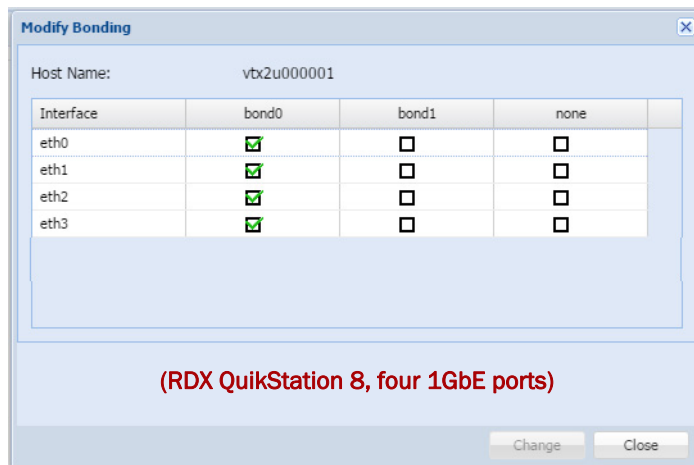 Modify Bonding
Host Name: vtx2u000001
Interface bond0 bond1 none
eth0
eth1
eth2
eth3
(RDX QuikStation 8, four 1GbE ports)
Change Close